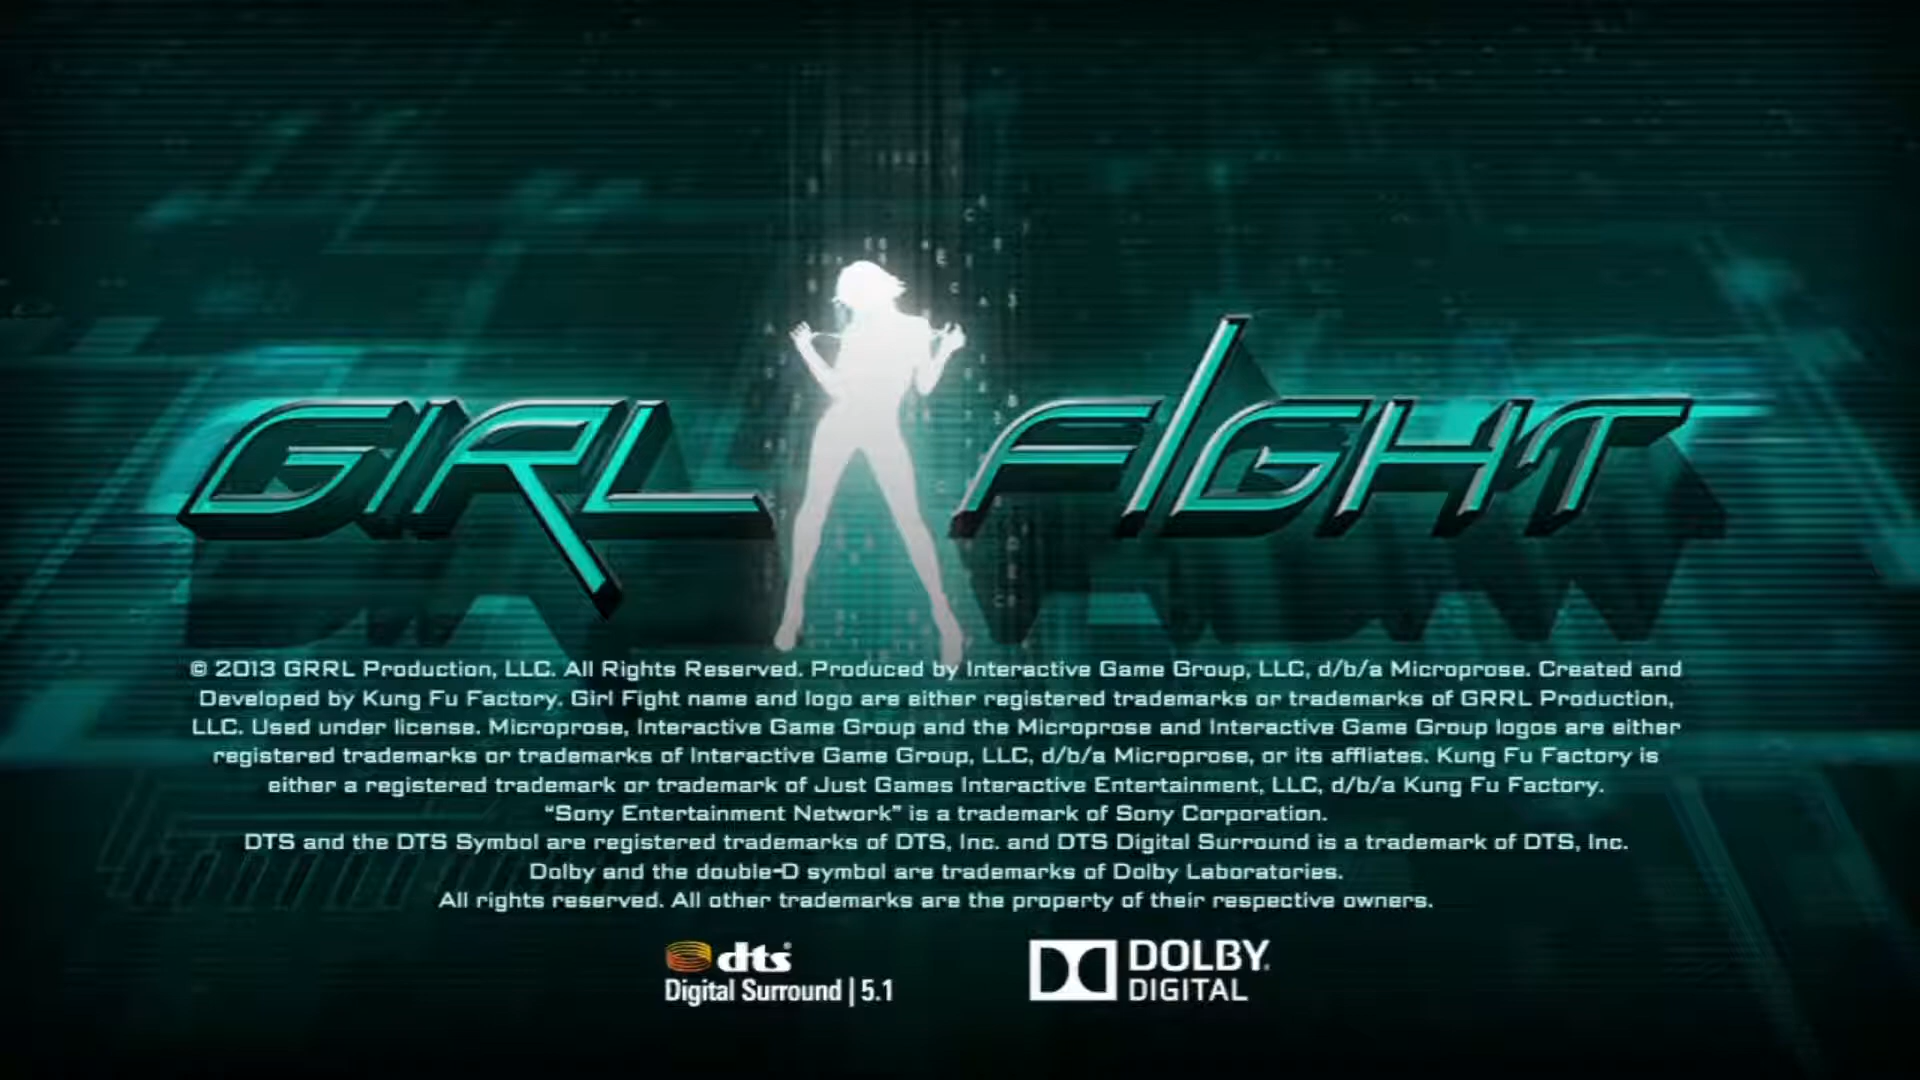 GIRL FIGHT
© 2013 GRRL Production, LLC. All Rights Reserved. Produced by Interactive Game Group, LLC, d/b/a Microprose. Created and
Developed by Kung Fu Factory. Girl Fight name and logo are either registered trademarks or trademarks of GRRL Production,
LLC. Used under license. Microprose, Interactive Game Group and the Microprose and Interactive Game Group logos are either
registered trademarks or trademarks of Interactive Game Group, LLC, d/b/a Microprose, or its affliates. Kung Fu Factory is
either a registered trademark or trademark of Just Games Interactive Entertainment, LLC, d/b/a Kung Fu Factory.
“Sony Entertainment Network” is a trademark of Sony Corporation.
DTS and the DTS Symbol are registered trademarks of DTS, Inc. and DTS Digital Surround is a trademark of DTS, Inc.
Dolby and the double-D symbol are trademarks of Dolby Laboratories.
All rights reserved. All other trademarks are the property of their respective owners.
dts®
Digital Surround | 5.1
DOLBY®
DIGITAL